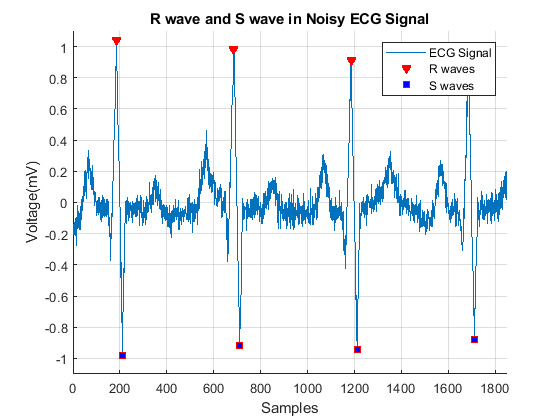 R wave and S wave in Noisy ECG Signal
ECG Signal
R waves
S waves
1
0.8
0.6
0.4
0.2
0
-0.2
-0.4
-0.6
-0.8
-1
Voltage(mV)
0 200 400 600 800 1000 1200 1400 1600 1800
Samples